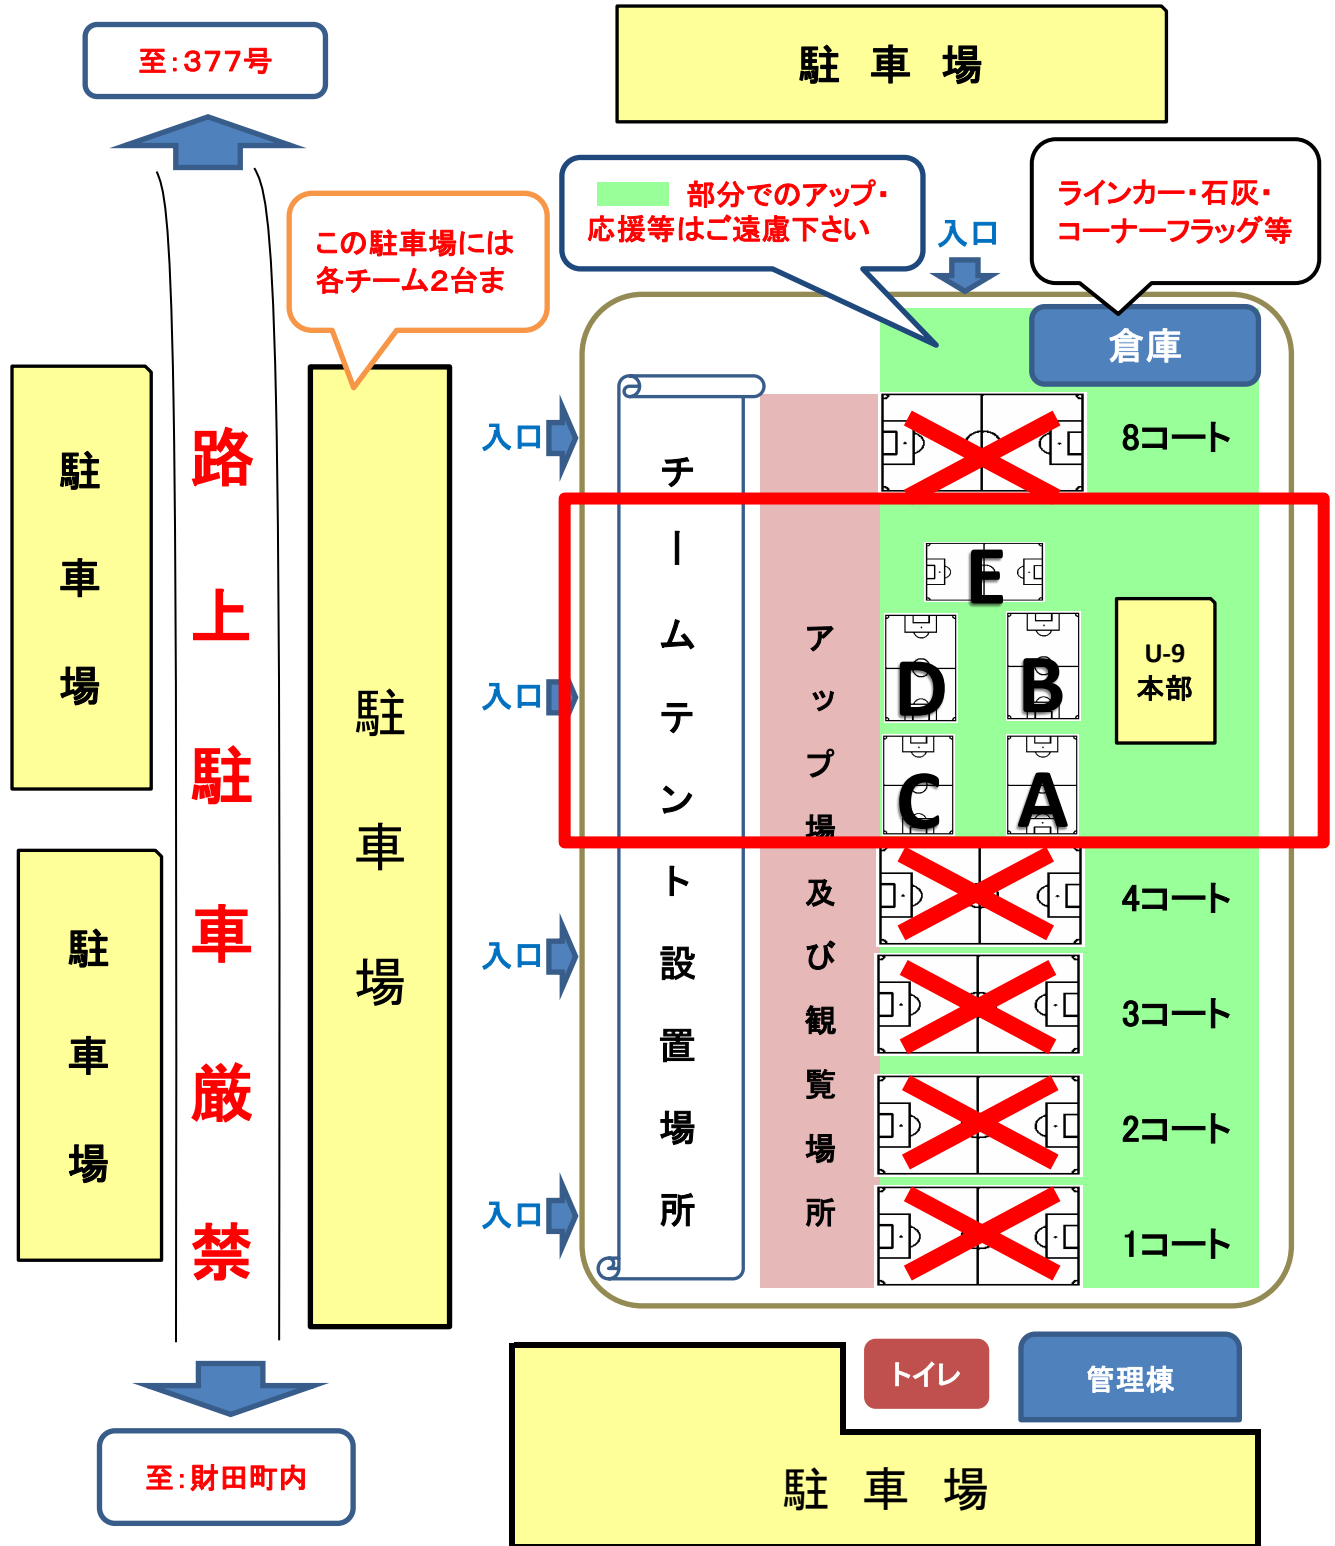 至：377号
駐車場
部分でのアップ・
応援等はご遠慮下さい
ラインカー・石灰・
コーナーフラッグ等
入口
この駐車場には
各チーム２台ま
倉庫
駐車場
路上駐車厳禁
駐車場
入口
チームテント設置場所
アップ場及び観覧場所
8コート
E
D
B
U-9
本部
入口
C
A
駐車場
4コート
入口
3コート
2コート
入口
1コート
トイレ
管理棟
至：財田町内
駐車場